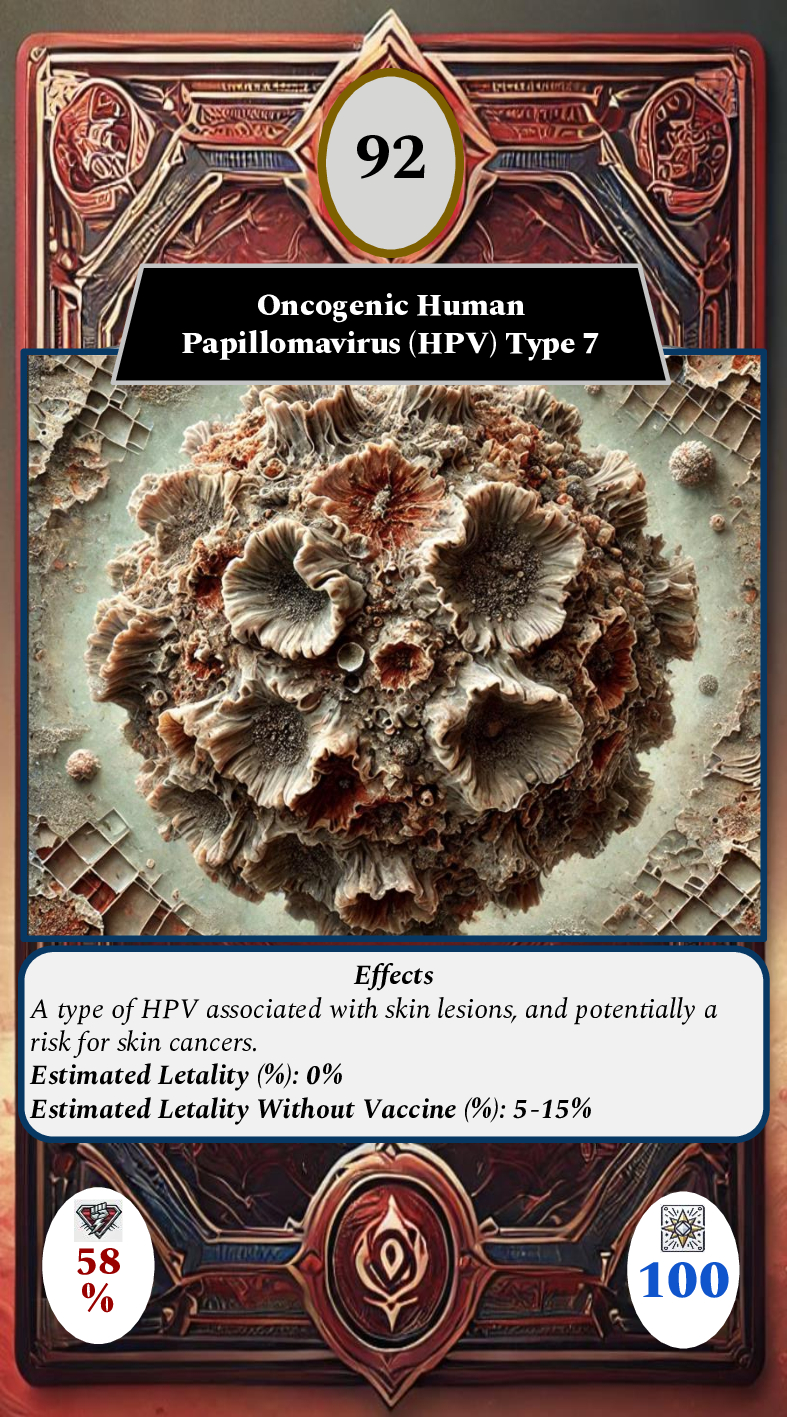 92
Oncogenic Human
Papillomavirus (HPV) Type 7
Effects
A type of HPV associated with skin lesions, and potentially a
risk for skin cancers.
Estimated Letality (%): 0%
Estimated Letality Without Vaccine (%): 5-15%
58
%
100